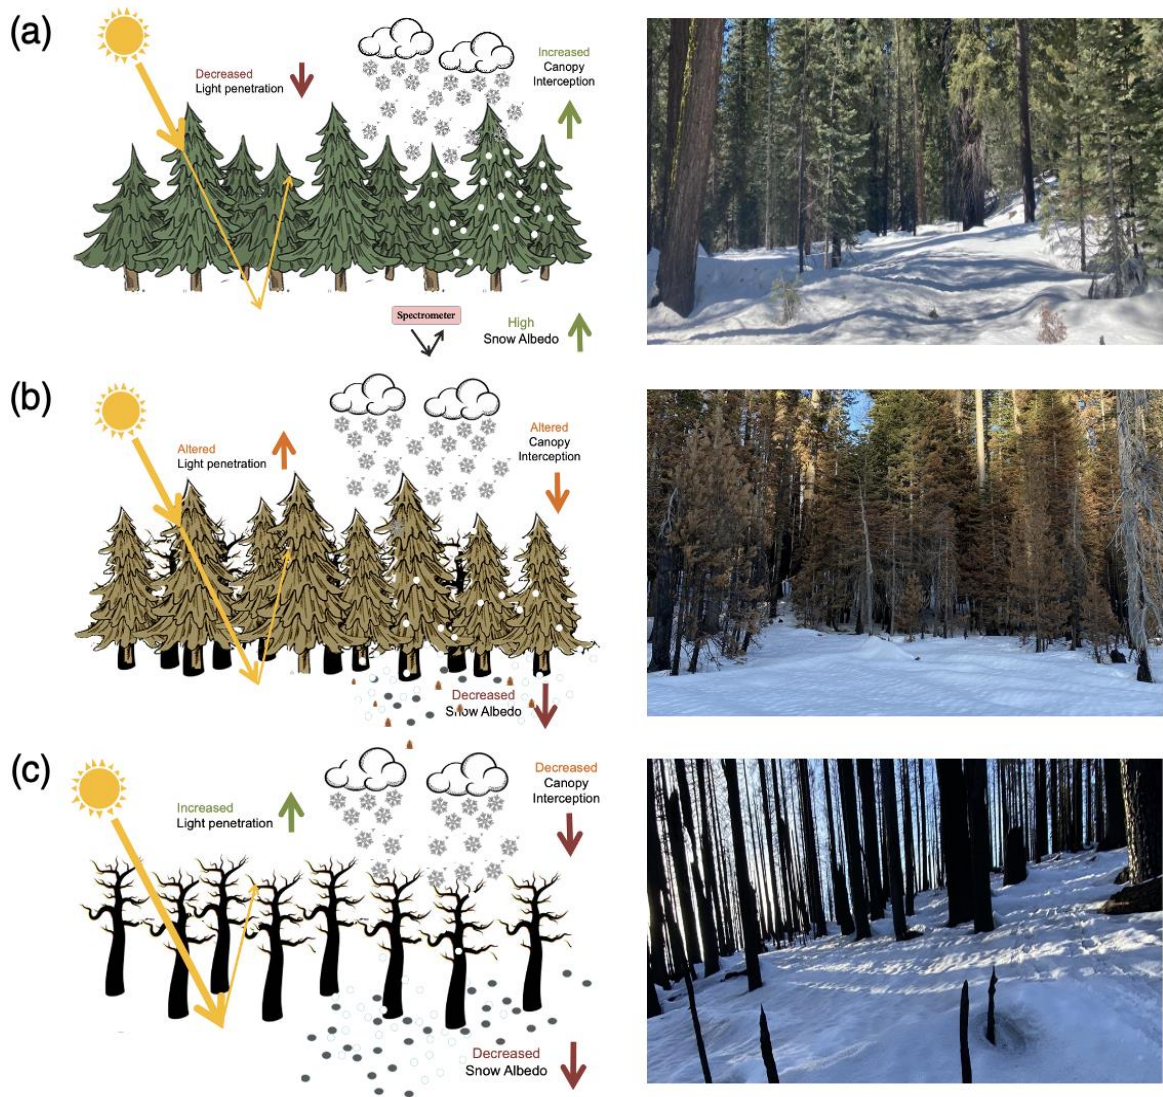 (a)
Decreased
Light penetration
Increased
Canopy
Interception
Spectrometer
High
Snow Albedo
(b)
Altered
Light penetration
Altered
Canopy
Interception
Decreased
Snow Albedo
(c)
Increased
Light penetration
Decreased
Canopy
Interception
Decreased
Snow Albedo